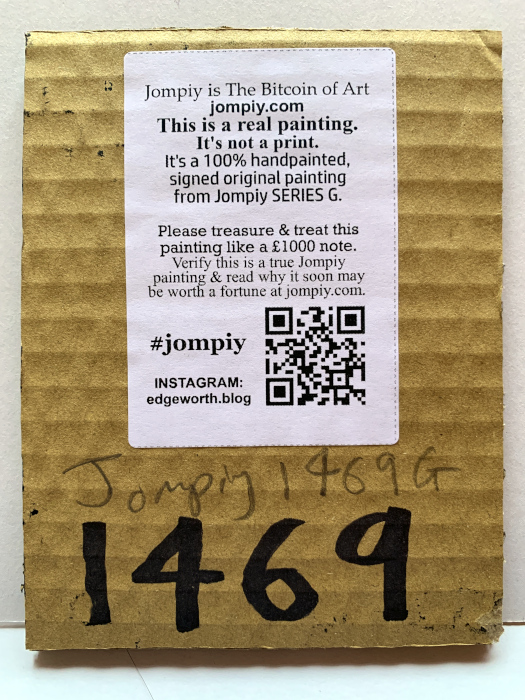 Jompiy is The Bitcoin of Art
jompiy.com
This is a real painting.
It's not a print.
It's a 100% handpainted,
signed original painting
from Jompiy SERIES G.
Please treasure & treat this
painting like a £1000 note.
Verify this is a true Jompiy
painting & read why it soon may
be worth a fortune at jompiy.com.
#jompiy
INSTAGRAM:
edgeworth.blog
Jompiy 1469G
1469